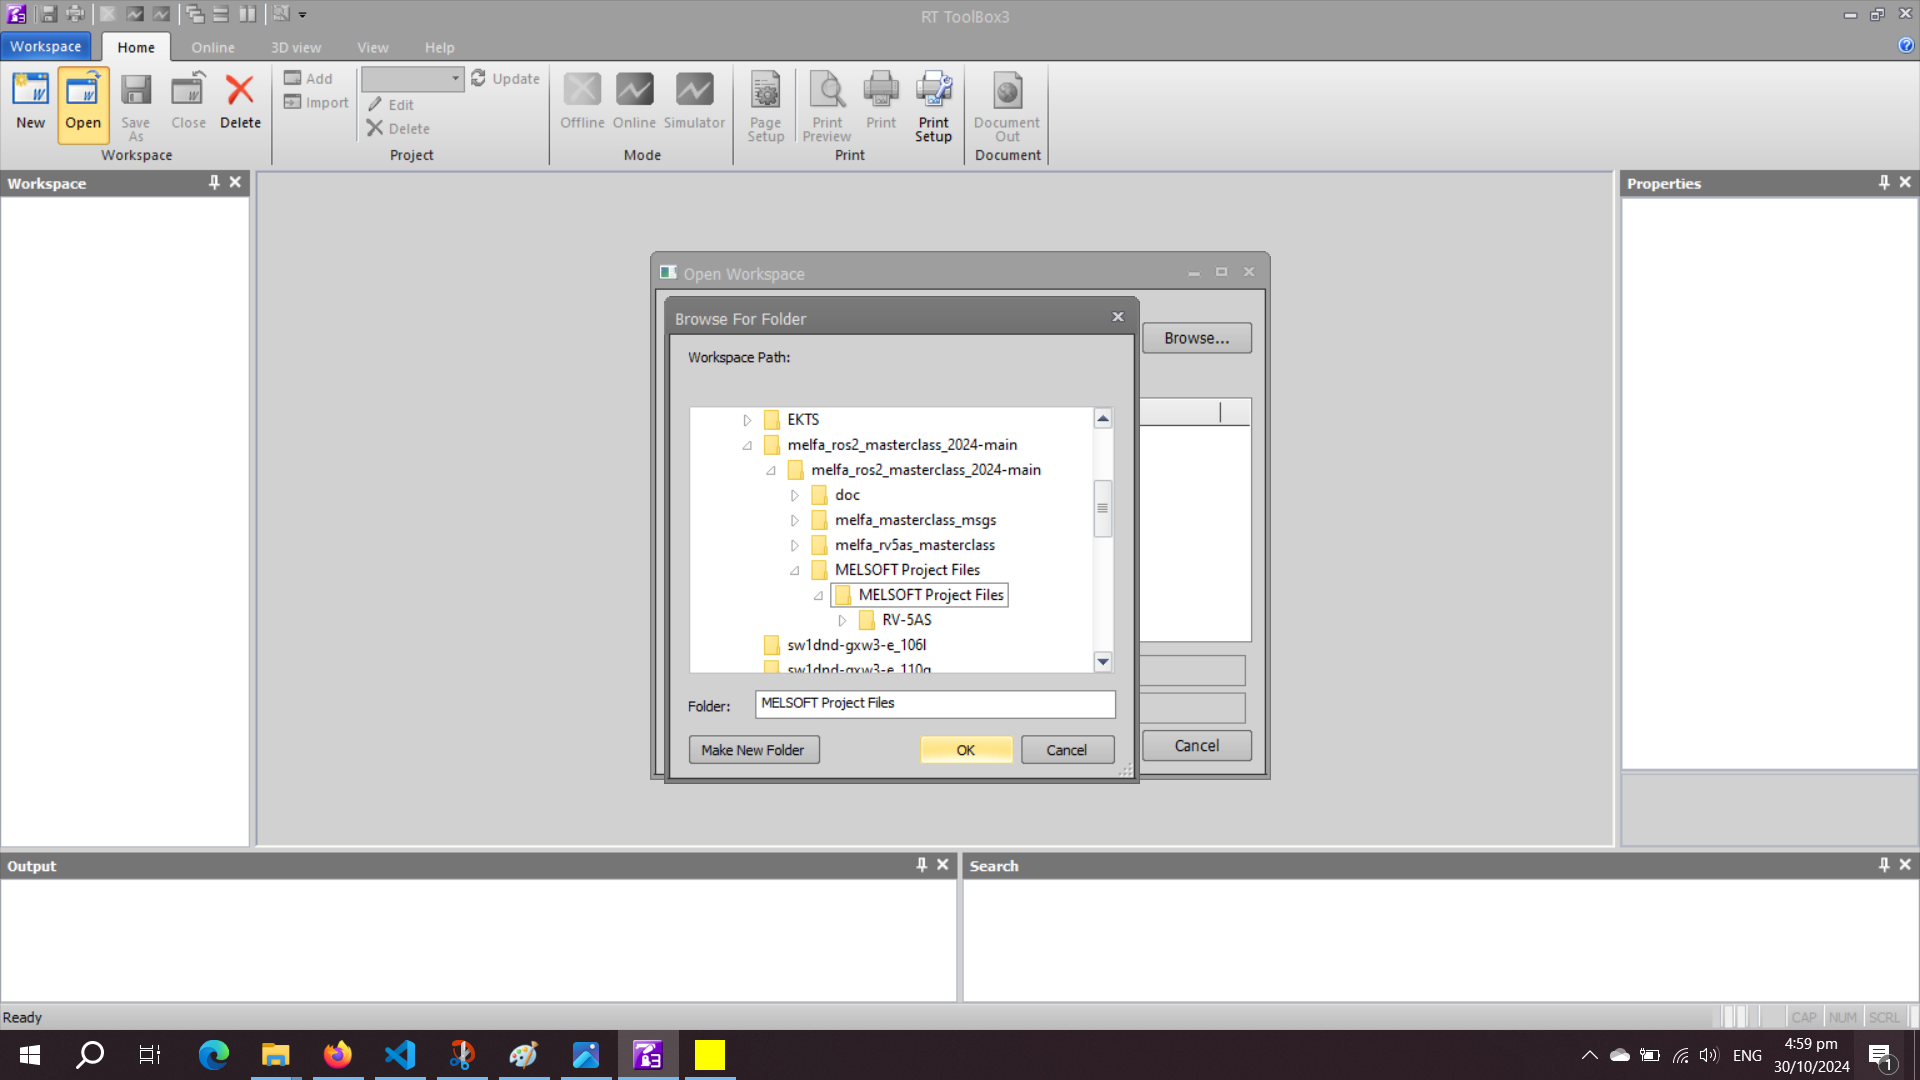 RT ToolBox3
Workspace
Home
Online
3D view
View
Help
New
Open
Save As
Close
Delete
Workspace
Add
Import
Edit
Delete
Update
Project
Offline
Online
Simulator
Mode
Page Setup
Print Preview
Print
Print Setup
Print
Document Out
Document
Workspace
Properties
Open Workspace
Browse For Folder
Browse...
Workspace Path:
EKTS
melfa_ros2_masterclass_2024-main
melfa_ros2_masterclass_2024-main
doc
melfa_masterclass_msgs
melfa_rv5as_masterclass
MELSOFT Project Files
MELSOFT Project Files
RV-5AS
sw1dnd-gxw3-e_106l
Folder:
MELSOFT Project Files
Make New Folder
OK
Cancel
Cancel
Output
Search
Ready
CAP
NUM
SCRL
ENG
4:59 pm
30/10/2024
1